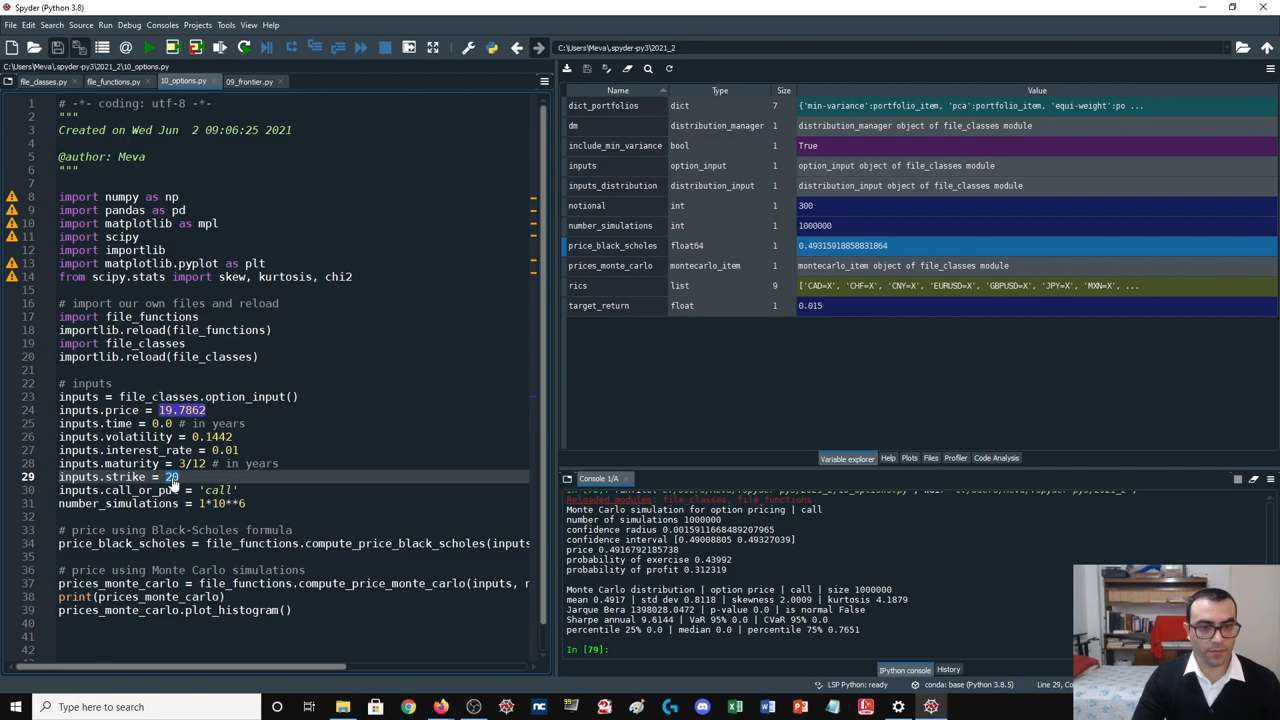 Spyder (Python 3.8)
File Edit Search Source Run Debug Consoles Projects Tools View Help
C:\Users\Meva\.spyder-py3\2021_2
C:\Users\Meva\.spyder-py3\2021_2\10_options.py
file_classes.py file_functions.py 10_options.py 09_frontier.py
1 # -*- coding: utf-8 -*-
2 """
3 Created on Wed Jun  2 09:06:25 2021
4
5 @author: Meva
6 """
7
8 import numpy as np
9 import pandas as pd
10 import matplotlib as mpl
11 import scipy
12 import importlib
13 import matplotlib.pyplot as plt
14 from scipy.stats import skew, kurtosis, chi2
15
16 # import our own files and reload
17 import file_functions
18 importlib.reload(file_functions)
19 import file_classes
20 importlib.reload(file_classes)
21
22 # inputs
23 inputs = file_classes.option_input()
24 inputs.price = 19.7862
25 inputs.time = 0.0 # in years
26 inputs.volatility = 0.1442
27 inputs.interest_rate = 0.01
28 inputs.maturity = 3/12 # in years
29 inputs.strike = 20
30 inputs.call_or_put = 'call'
31 number_simulations = 1*10**6
32
33 # price using Black-Scholes formula
34 price_black_scholes = file_functions.compute_price_black_scholes(inputs
35
36 # price using Monte Carlo simulations
37 prices_monte_carlo = file_functions.compute_price_monte_carlo(inputs, n
38 print(prices_monte_carlo)
39 prices_monte_carlo.plot_histogram()
40
41
42
Name Type Size Value
dict_portfolios dict 7 {'min-variance':portfolio_item, 'pca':portfolio_item, 'equi-weight':po ...
dm distribution_manager 1 distribution_manager object of file_classes module
include_min_variance bool 1 True
inputs option_input 1 option_input object of file_classes module
inputs_distribution distribution_input 1 distribution_input object of file_classes module
notional int 1 300
number_simulations int 1 1000000
price_black_scholes float64 1 0.49315918858831864
prices_monte_carlo montecarlo_item 1 montecarlo_item object of file_classes module
rics list 9 ['CAD=X', 'CHF=X', 'CNY=X', 'EURUSD=X', 'GBPUSD=X', 'JPY=X', 'MXN=X', ...
target_return float 1 0.015
Variable explorer Help Plots Files Profiler Code Analysis
Console 1/A
Reloaded modules: file_classes, file_functions
Monte Carlo simulation for option pricing | call
number of simulations 1000000
confidence radius 0.0015911668489207965
confidence interval [0.49008805 0.49327039]
price 0.4916792185738
probability of exercise 0.43992
probability of profit 0.312319
Monte Carlo distribution | option price | call | size 1000000
mean 0.4917 | std dev 0.8118 | skewness 2.0009 | kurtosis 4.1879
Jarque Bera 1398028.0472 | p-value 0.0 | is normal False
Sharpe annual 9.6144 | VaR 95% 0.0 | CVaR 95% 0.0
percentile 25% 0.0 | median 0.0 | percentile 75% 0.7651
In [79]:
IPython console History
LSP Python: ready conda: base (Python 3.8.5) Line 29, Co
Type here to search